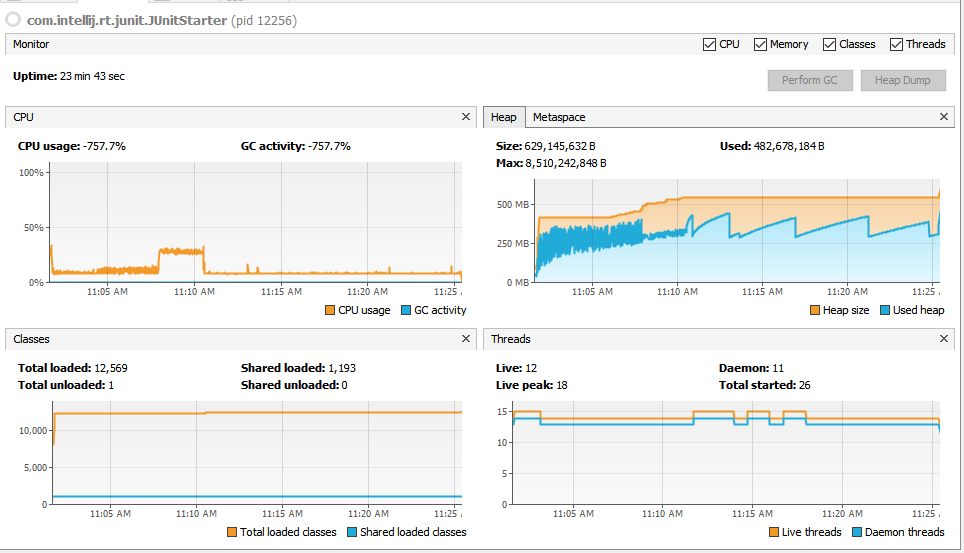 com.intellij.rt.junit.JUnitStarter (pid 12256)
Monitor
CPU Memory Classes Threads
Uptime: 23 min 43 sec
Perform GC Heap Dump
CPU
CPU usage: -757.7% GC activity: -757.7%
100%
50%
0%
11:05 AM 11:10 AM 11:15 AM 11:20 AM 11:25
CPU usage GC activity
Heap Metaspace
Size: 629,145,632 B Used: 482,678,184 B
Max: 8,510,242,848 B
500 MB
250 MB
0 MB
11:05 AM 11:10 AM 11:15 AM 11:20 AM 11:25
Heap size Used heap
Classes
Total loaded: 12,569 Shared loaded: 1,193
Total unloaded: 1 Shared unloaded: 0
10,000
5,000
0
11:05 AM 11:10 AM 11:15 AM 11:20 AM 11:25
Total loaded classes Shared loaded classes
Threads
Live: 12 Daemon: 11
Live peak: 18 Total started: 26
15
10
5
0
11:05 AM 11:10 AM 11:15 AM 11:20 AM 11:25
Live threads Daemon threads